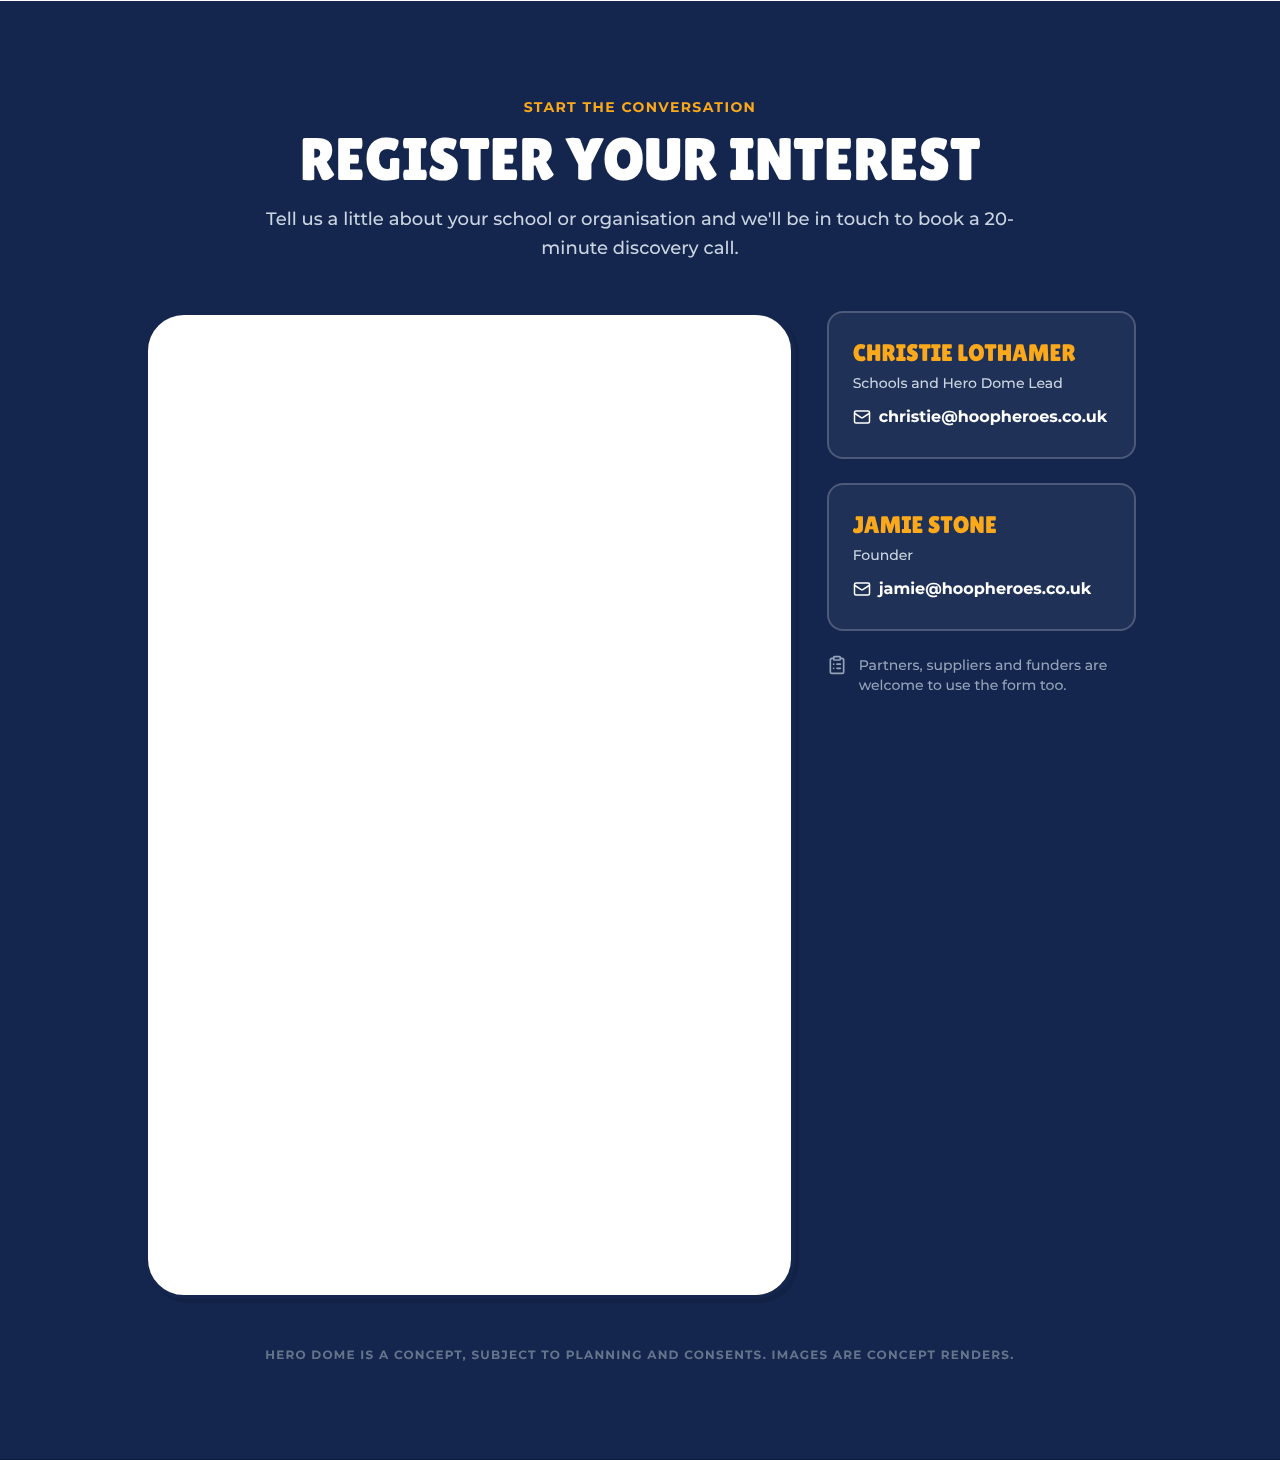 START THE CONVERSATION
REGISTER YOUR INTEREST
Tell us a little about your school or organisation and we'll be in touch to book a 20-
minute discovery call.
CHRISTIE LOTHAMER
Schools and Hero Dome Lead
christie@hoopheroes.co.uk
JAMIE STONE
Founder
jamie@hoopheroes.co.uk
Partners, suppliers and funders are
welcome to use the form too.
HERO DOME IS A CONCEPT, SUBJECT TO PLANNING AND CONSENTS. IMAGES ARE CONCEPT RENDERS.